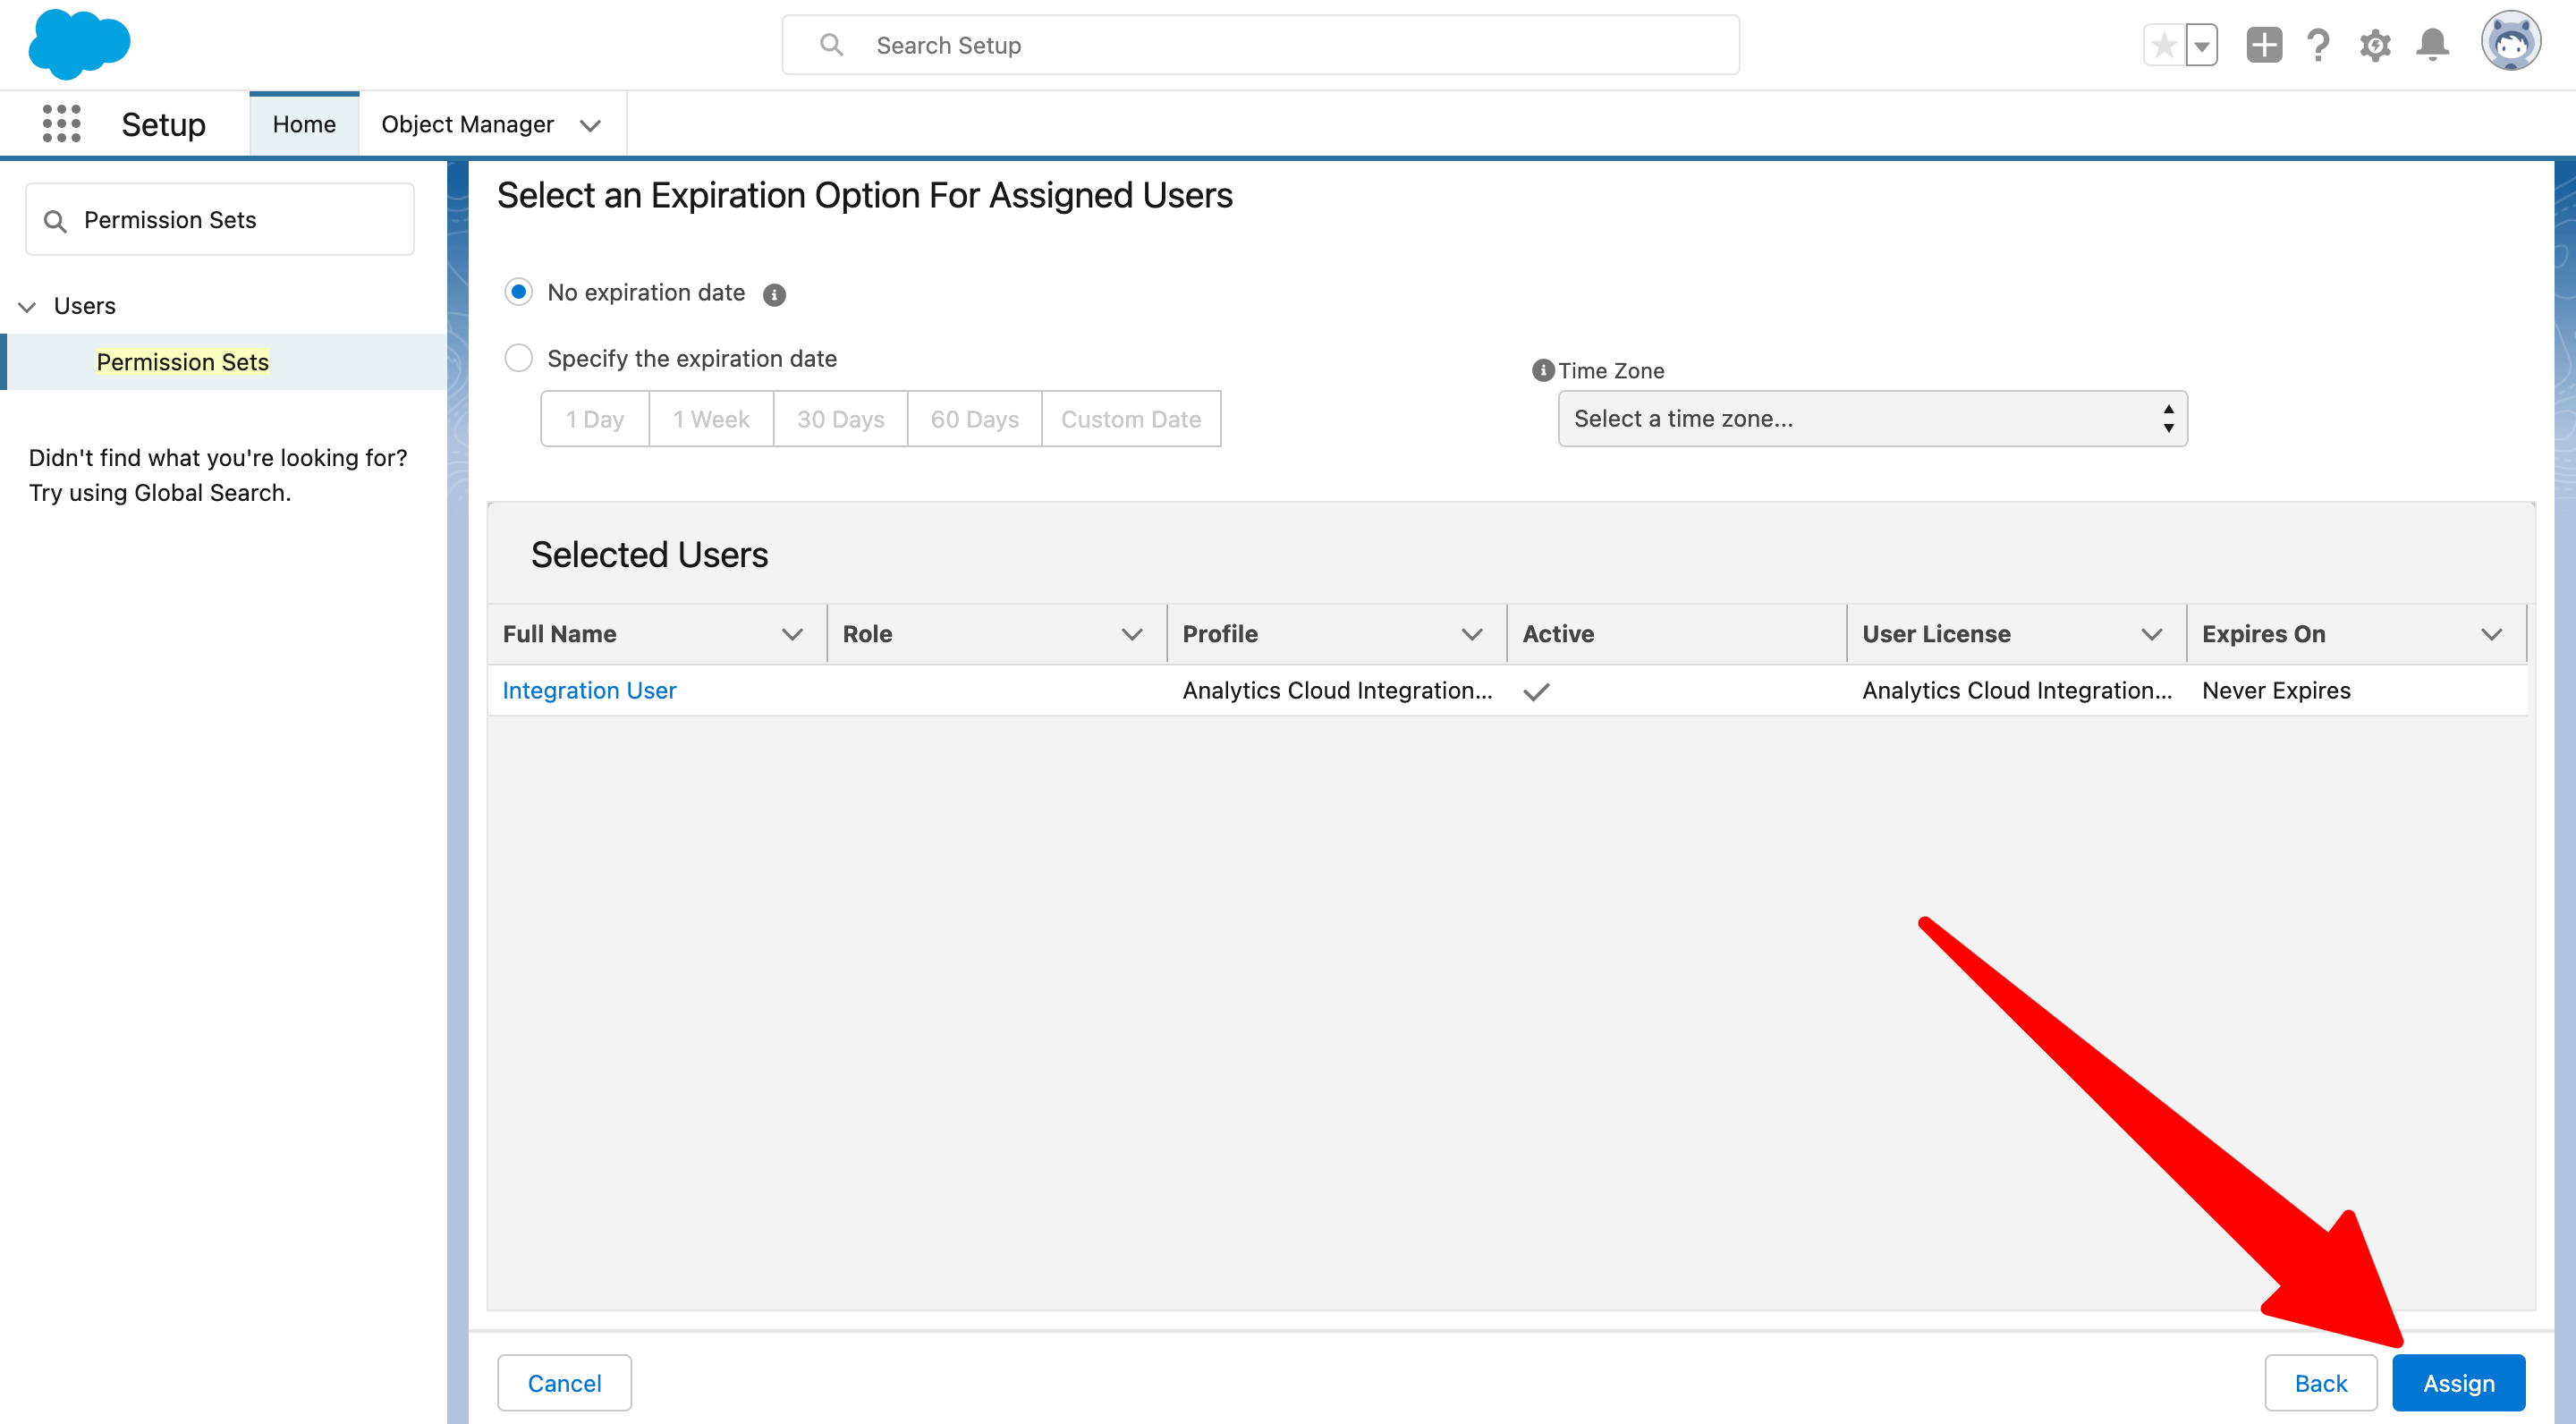 Search Setup
Setup
Home
Object Manager
Permission Sets
Users
Permission Sets
Didn't find what you're looking for?
Try using Global Search.
Select an Expiration Option For Assigned Users
No expiration date
Specify the expiration date
1 Day 1 Week 30 Days 60 Days Custom Date
Time Zone
Select a time zone...
Selected Users
Full Name Role Profile Active User License Expires On
Integration User Analytics Cloud Integration... Analytics Cloud Integration... Never Expires
Cancel
Back
Assign